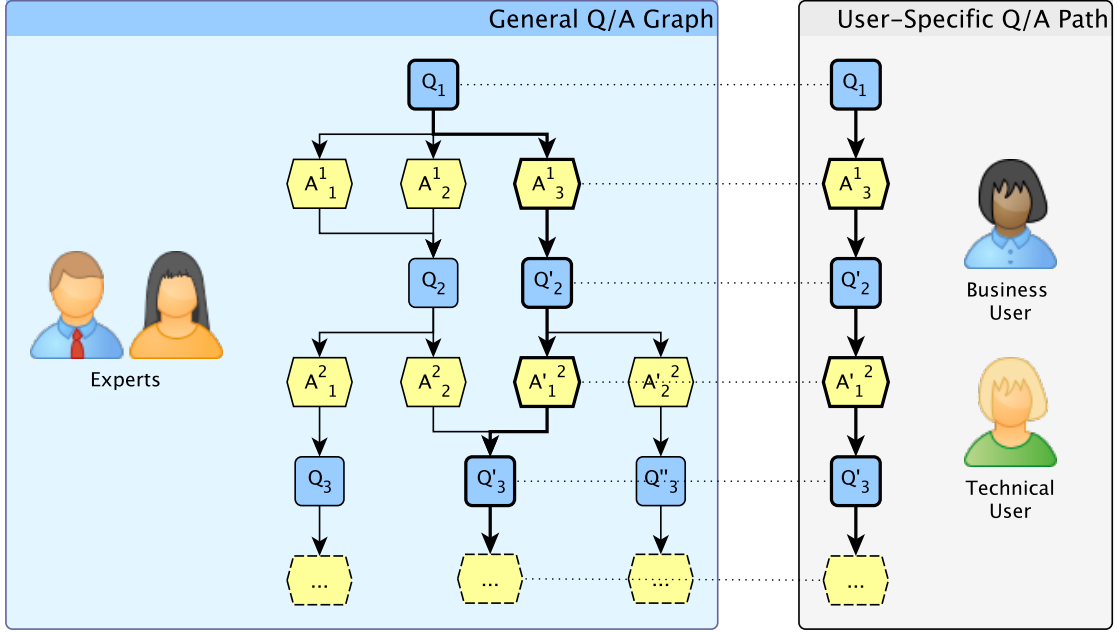 General Q/A Graph
User-Specific Q/A Path
Q1
Q1
A11 A12 A13
A13
Q2 Q'2
Q'2
Business
User
Experts
A21 A22 A'12 A'22
A'12
Q3 Q'3 Q''3
Q'3
Technical
User
... ... ...
...